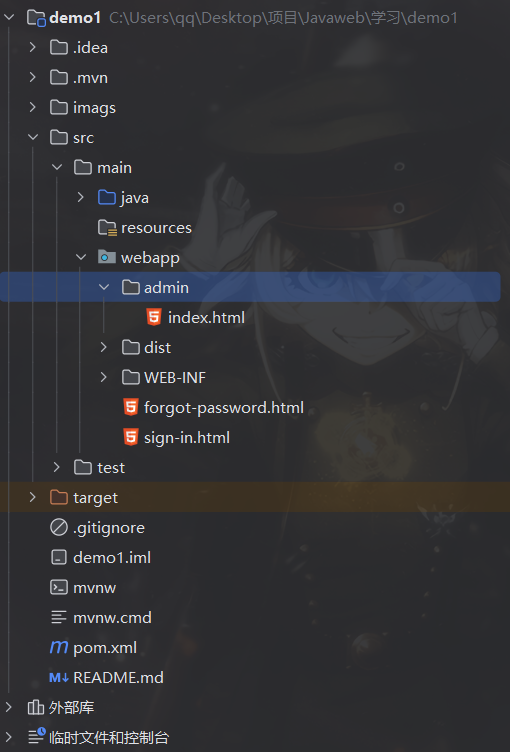 demo1 C:\Users\qq\Desktop\项目\Javaweb\学习\demo1
.idea
.mvn
imags
src
main
java
resources
webapp
admin
index.html
dist
WEB-INF
forgot-password.html
sign-in.html
test
target
.gitignore
demo1.iml
mvnw
mvnw.cmd
pom.xml
README.md
外部库
临时文件和控制台